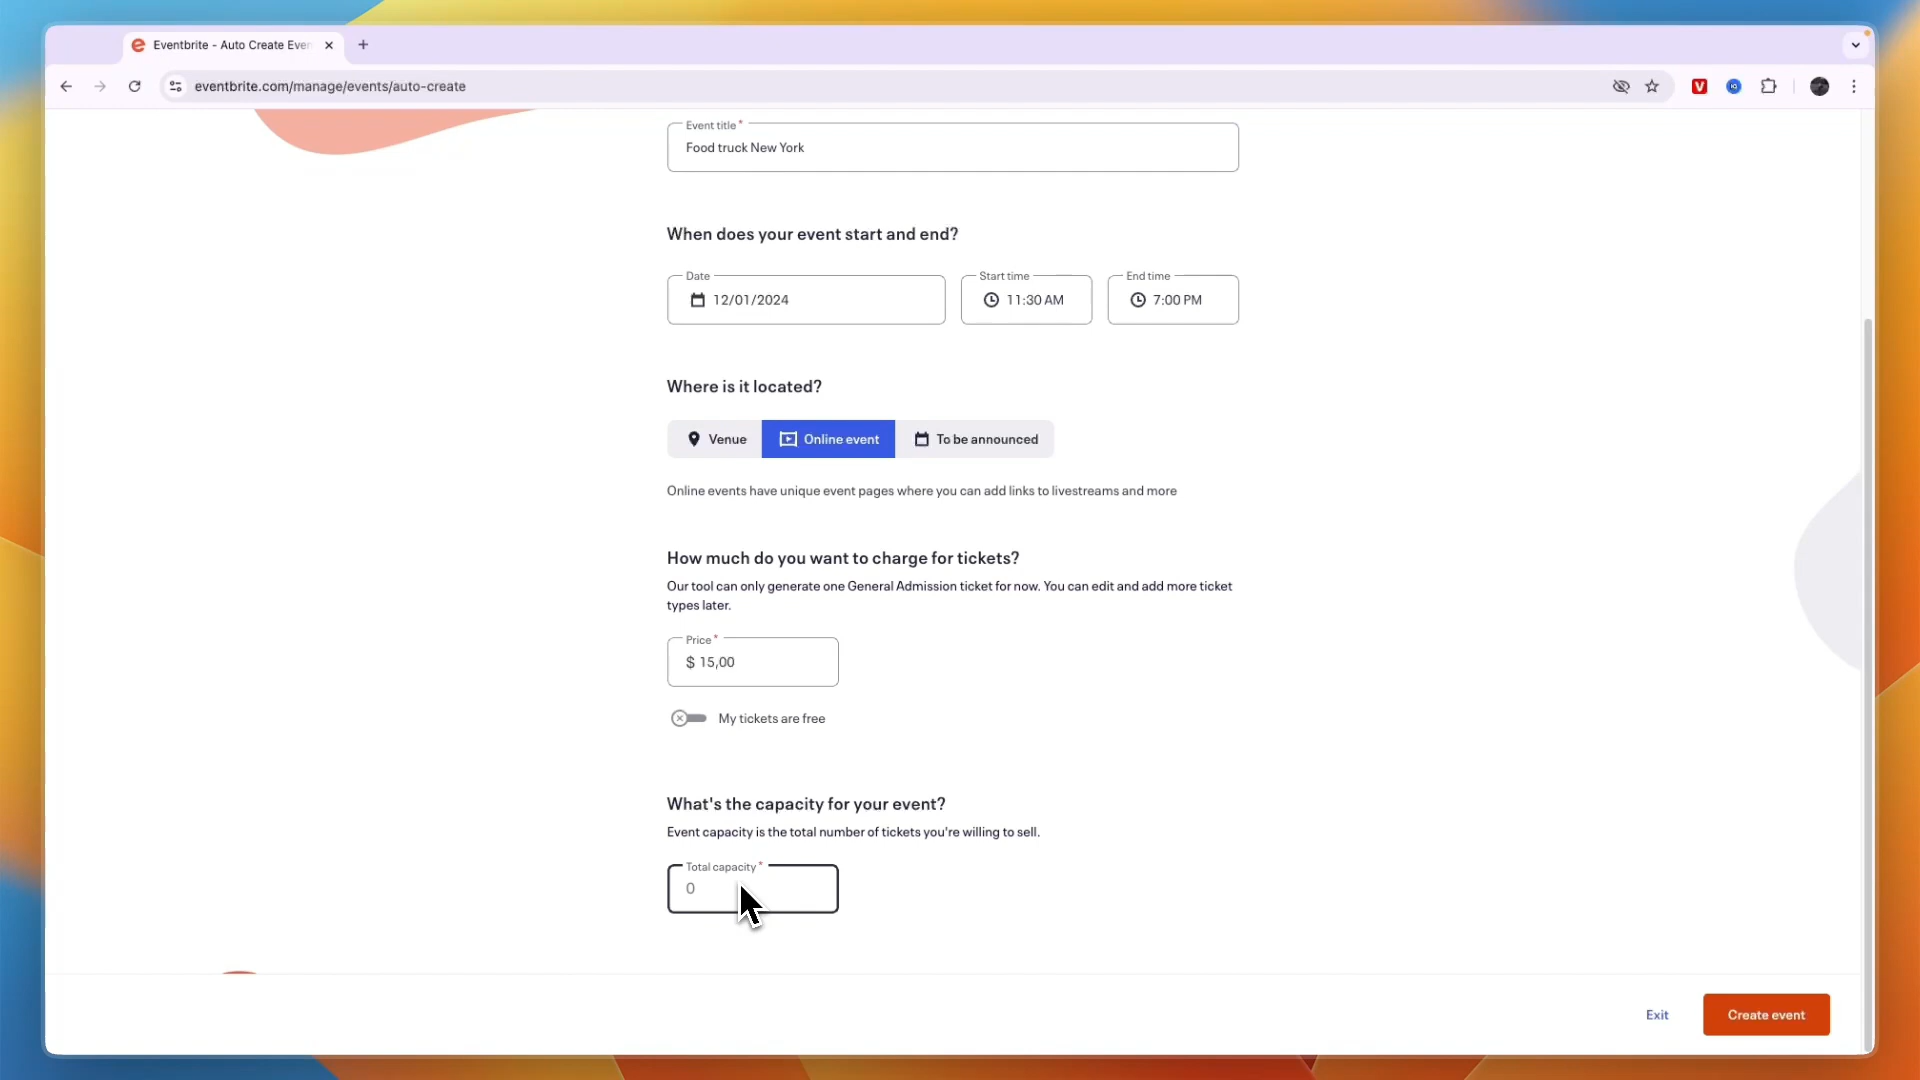 Eventbrite - Auto Create Even
eventbrite.com/manage/events/auto-create
Event title *
Food truck New York
When does your event start and end?
Date
Start time
End time
12/01/2024
11:30 AM
7:00 PM
Where is it located?
Venue
Online event
To be announced
Online events have unique event pages where you can add links to livestreams and more
How much do you want to charge for tickets?
Our tool can only generate one General Admission ticket for now. You can edit and add more ticket
types later.
Price *
$ 15,00
My tickets are free
What's the capacity for your event?
Event capacity is the total number of tickets you're willing to sell.
Total capacity *
0
Exit
Create event